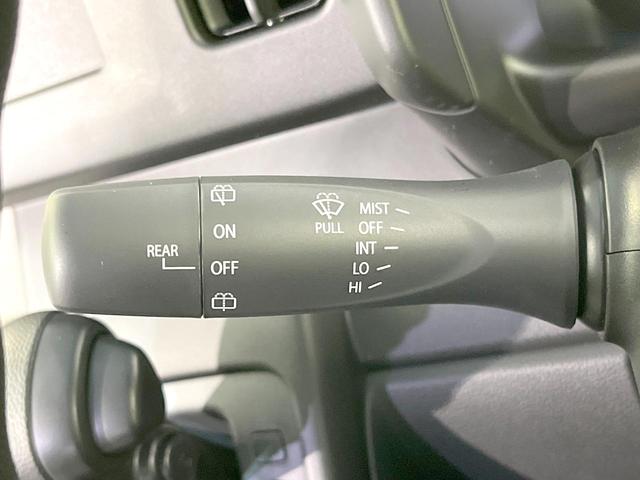 REAR
ON
OFF
PULL
MIST
OFF
INT
LO
HI